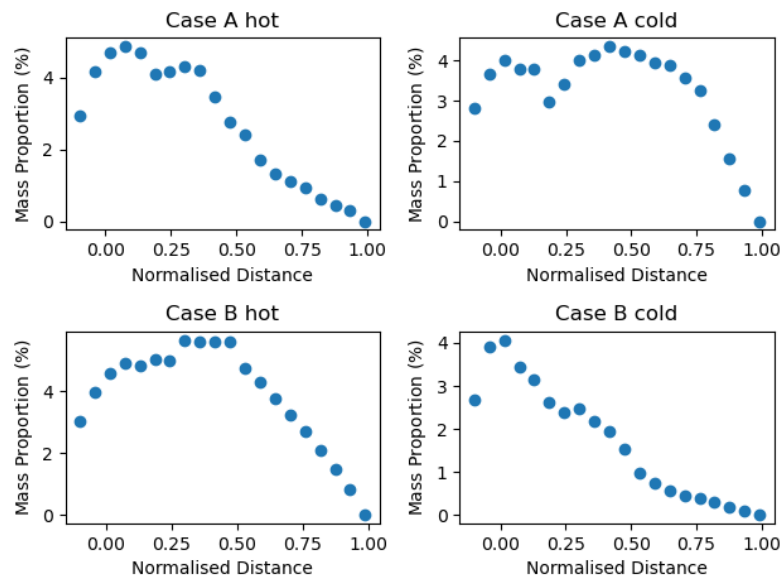 Case A hot
Mass Proportion (%)
4
2
0
0.00 0.25 0.50 0.75 1.00
Normalised Distance
Case A cold
Mass Proportion (%)
4
3
2
1
0
0.00 0.25 0.50 0.75 1.00
Normalised Distance
Case B hot
Mass Proportion (%)
4
2
0
0.00 0.25 0.50 0.75 1.00
Normalised Distance
Case B cold
Mass Proportion (%)
4
3
2
1
0
0.00 0.25 0.50 0.75 1.00
Normalised Distance